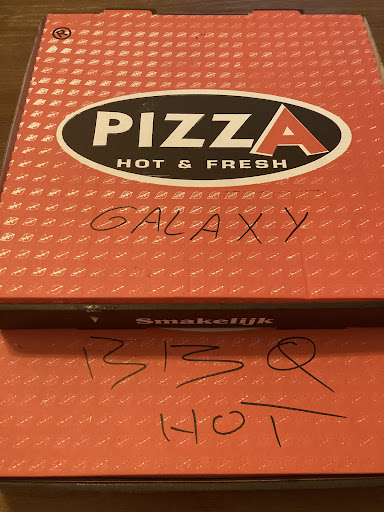 PIZZA
HOT & FRESH
GALAXY
Smakelijk
BBQ
HOT